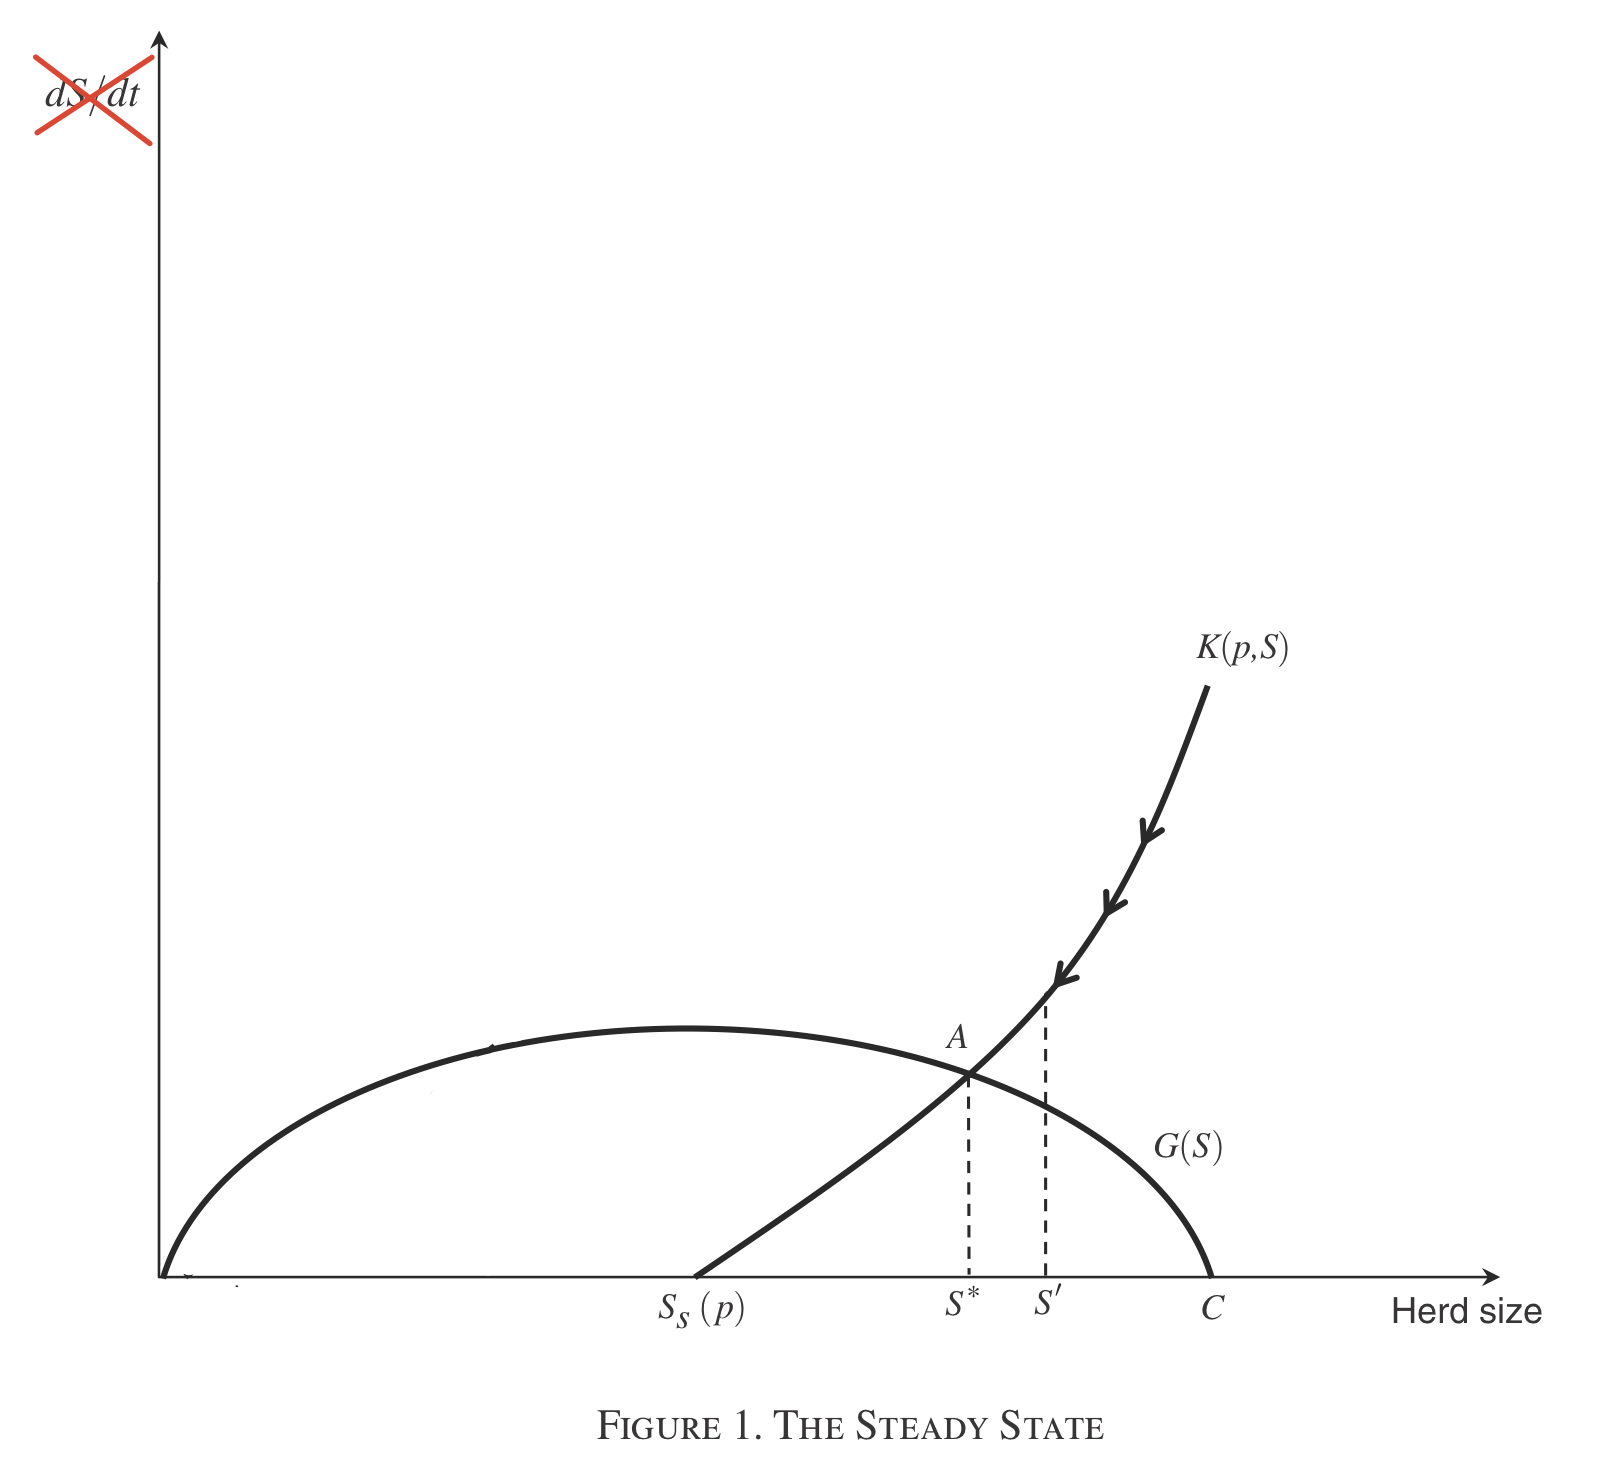 dS/dt
K(p,S)
A
G(S)
S_s (p)
S*
S′
C
Herd size
FIGURE 1. THE STEADY STATE